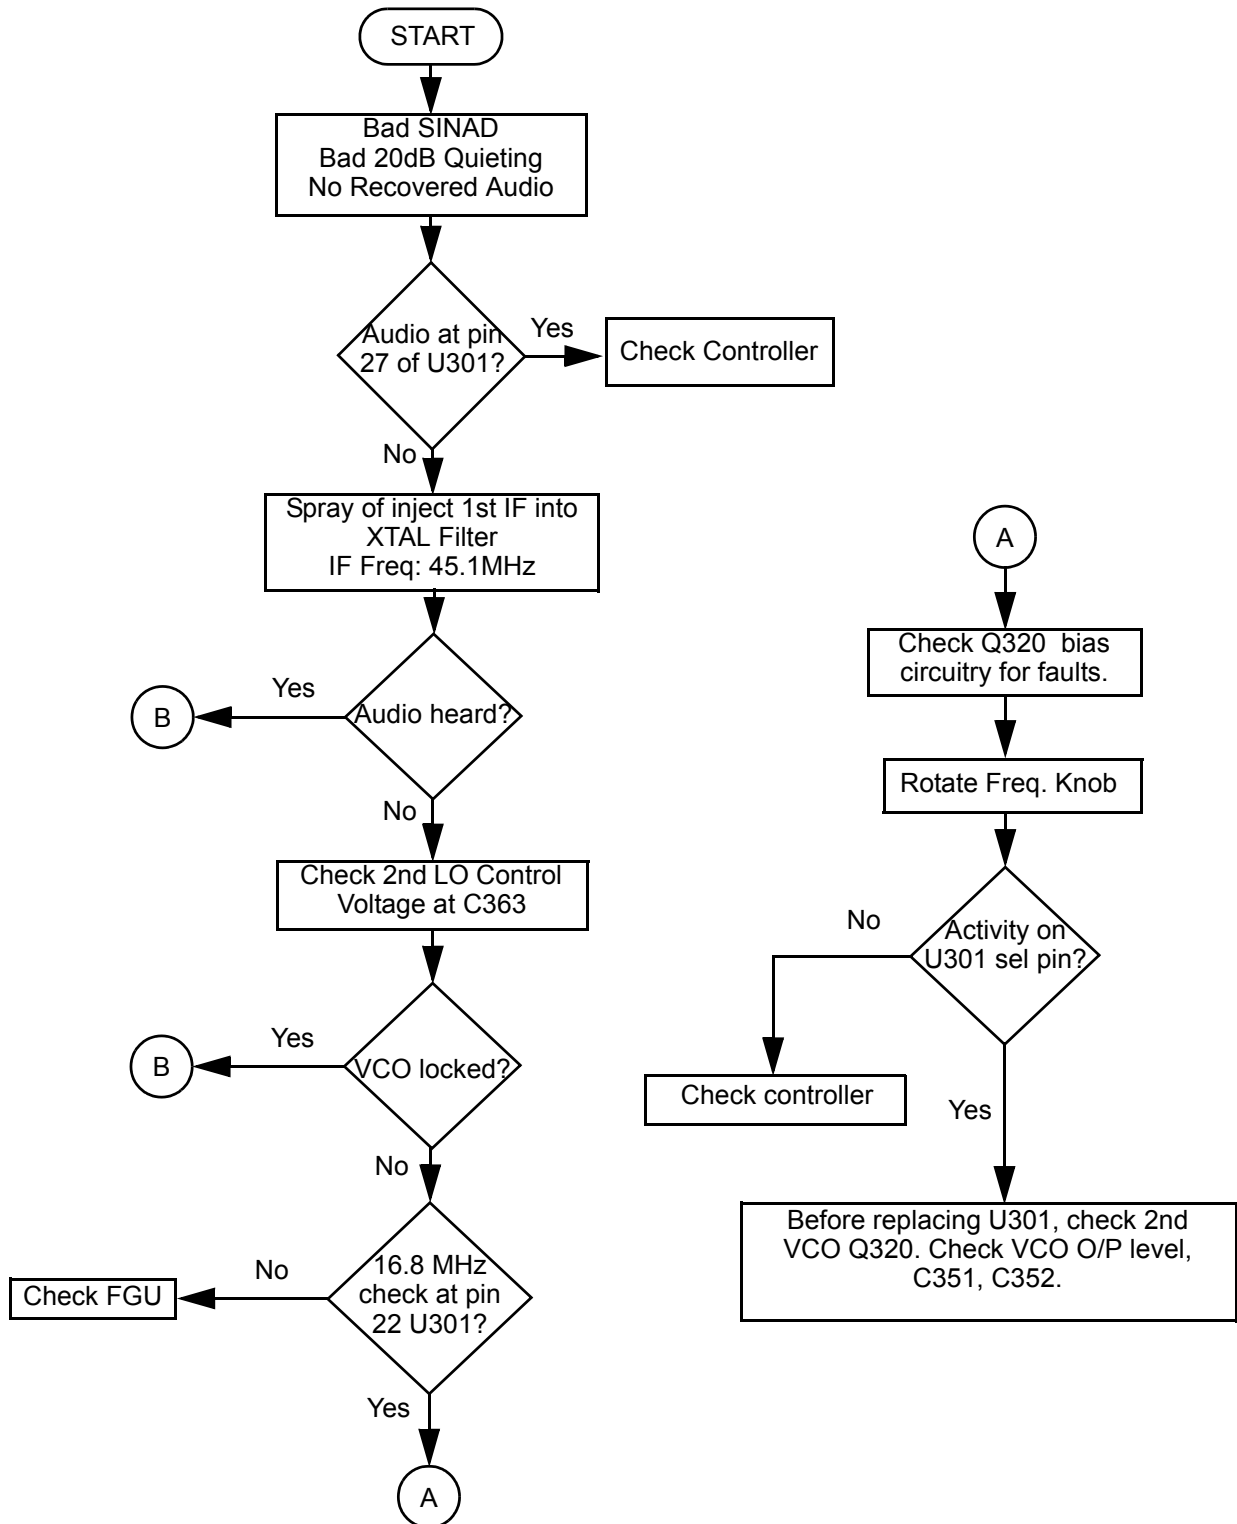 START
Bad SINAD
Bad 20dB Quieting
No Recovered Audio
Audio at pin
27 of U301?
Yes
Check Controller
No
Spray of inject 1st IF into
XTAL Filter
IF Freq: 45.1MHz
Audio heard?
Yes
B
No
Check 2nd LO Control
Voltage at C363
VCO locked?
Yes
B
No
16.8 MHz
check at pin
22 U301?
No
Check FGU
Yes
A
A
Check Q320 bias
circuitry for faults.
Rotate Freq. Knob
Activity on
U301 sel pin?
No
Check controller
Yes
Before replacing U301, check 2nd
VCO Q320. Check VCO O/P level,
C351, C352.